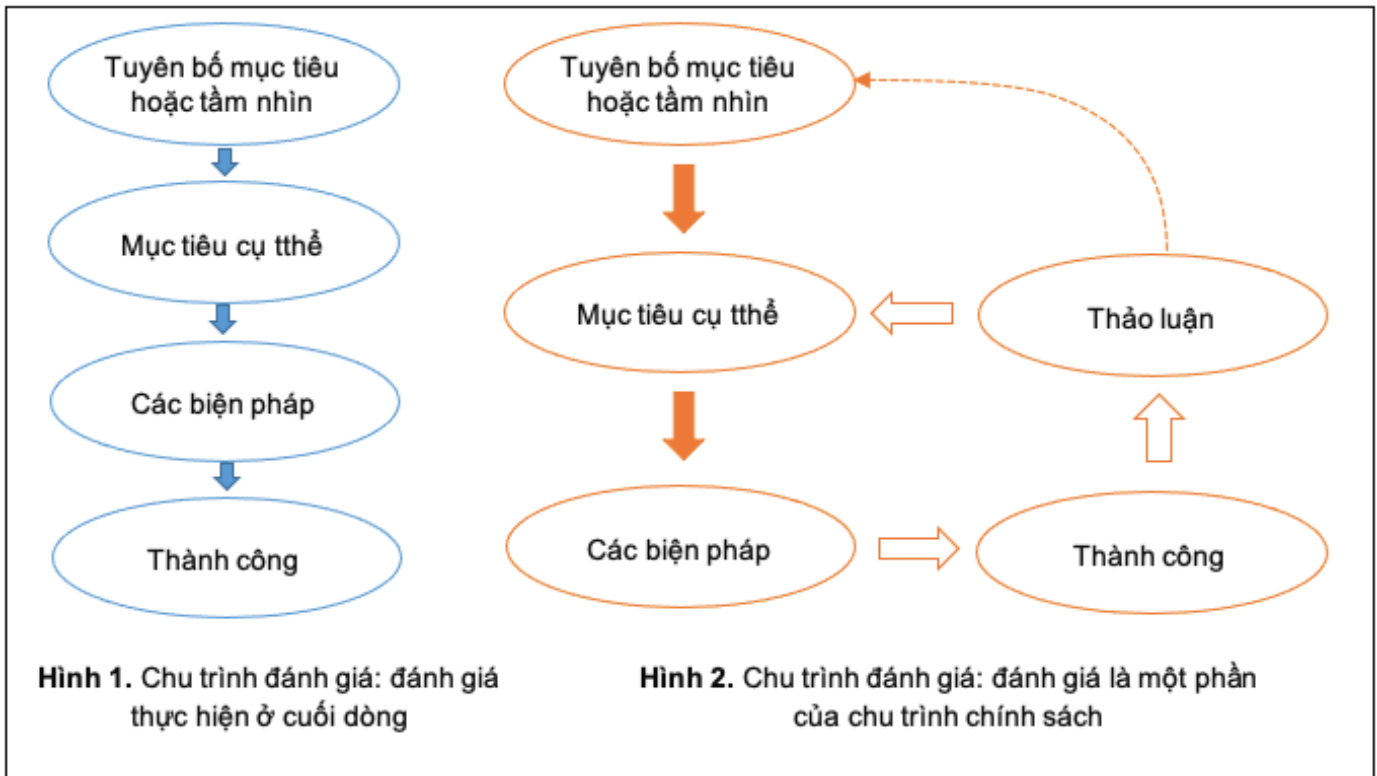 Tuyên bố mục tiêu
hoặc tầm nhìn
Mục tiêu cụ tthể
Các biện pháp
Thành công
Hình 1. Chu trình đánh giá: đánh giá
thực hiện ở cuối dòng
Tuyên bố mục tiêu
hoặc tầm nhìn
Mục tiêu cụ tthể
Thảo luận
Các biện pháp
Thành công
Hình 2. Chu trình đánh giá: đánh giá là một phần
của chu trình chính sách